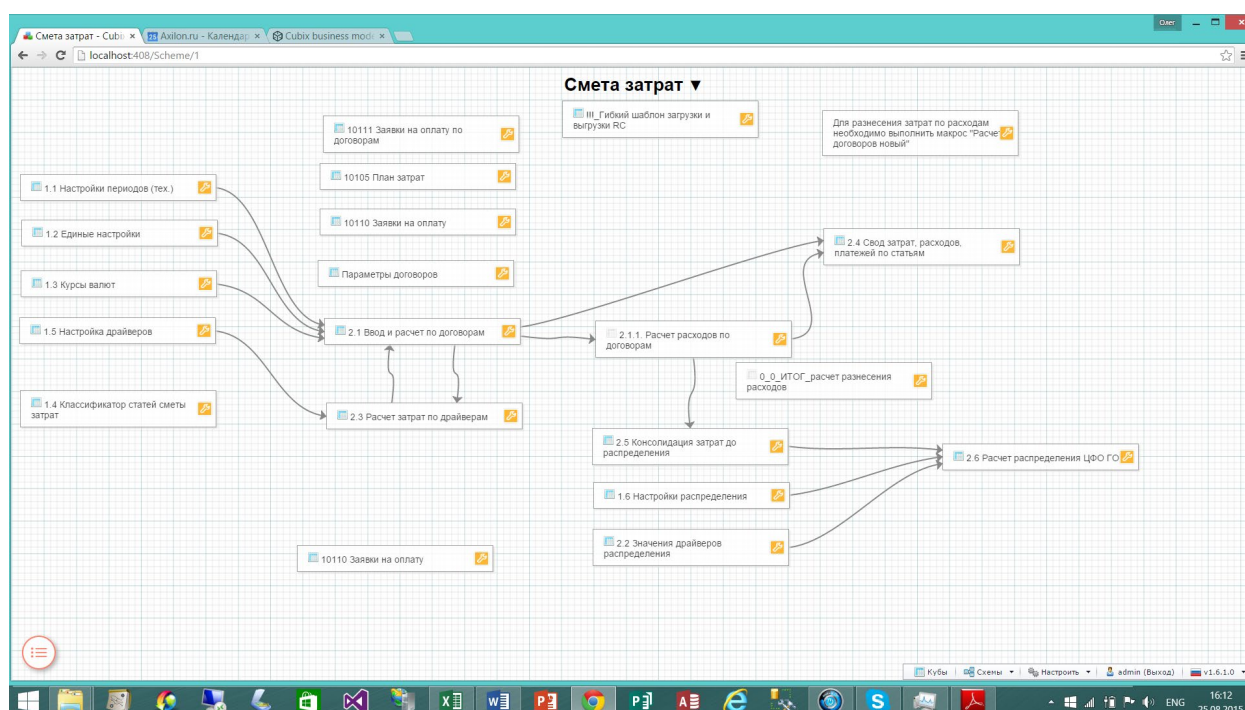 Олег
Смета затрат - Cubi
Axilon.ru - Календар
Cubix business mode
localhost:408/Scheme/1
Смета затрат ▼
III_Гибкий шаблон загрузки и
выгрузки RC
Для разнесения затрат по расходам
необходимо выполнить макрос "Расчет
договоров новый"
10111 Заявки на оплату по
договорам
10105 План затрат
1.1 Настройки периодов (тех.)
10110 Заявки на оплату
1.2 Единые настройки
2.4 Свод затрат, расходов,
платежей по статьям
Параметры договоров
1.3 Курсы валют
1.5 Настройка драйверов
2.1 Ввод и расчет по договорам
2.1.1. Расчет расходов по
договорам
0_0_ИТОГ_расчет разнесения
расходов
1.4 Классификатор статей сметы
затрат
2.3 Расчет затрат по драйверам
2.5 Консолидация затрат до
распределения
2.6 Расчет распределения ЦФО ГО
1.6 Настройки распределения
2.2 Значения драйверов
распределения
10110 Заявки на оплату
Кубы
Схемы
Настроить
admin (Выход)
v1.6.1.0
ENG
16:12
25.08.2015